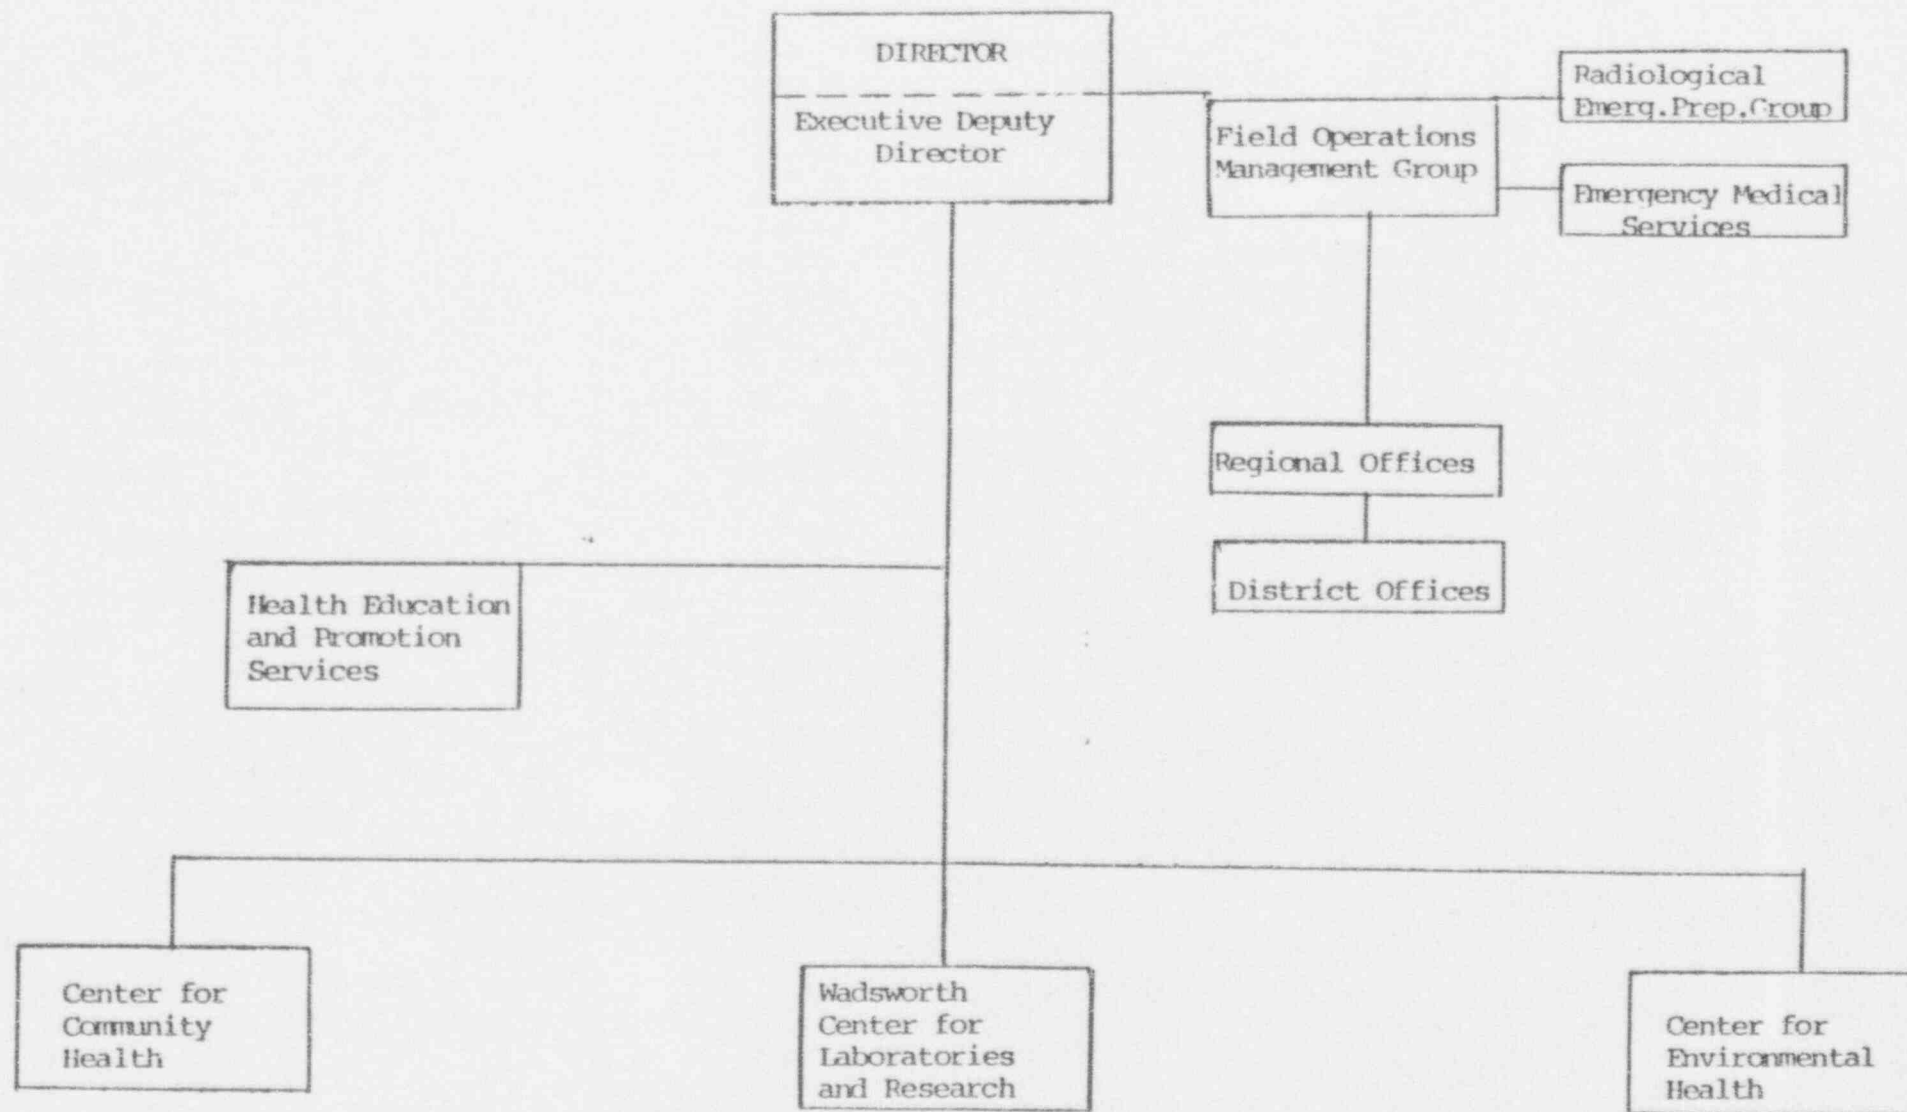 DIRECTOR
Executive Deputy
Director
Field Operations
Management Group
Radiological
Emerg.Prep.Group
Emergency Medical
Services
Regional Offices
District Offices
Health Education
and Promotion
Services
Center for
Community
Health
Wadsworth
Center for
Laboratories
and Research
Center for
Environmental
Health